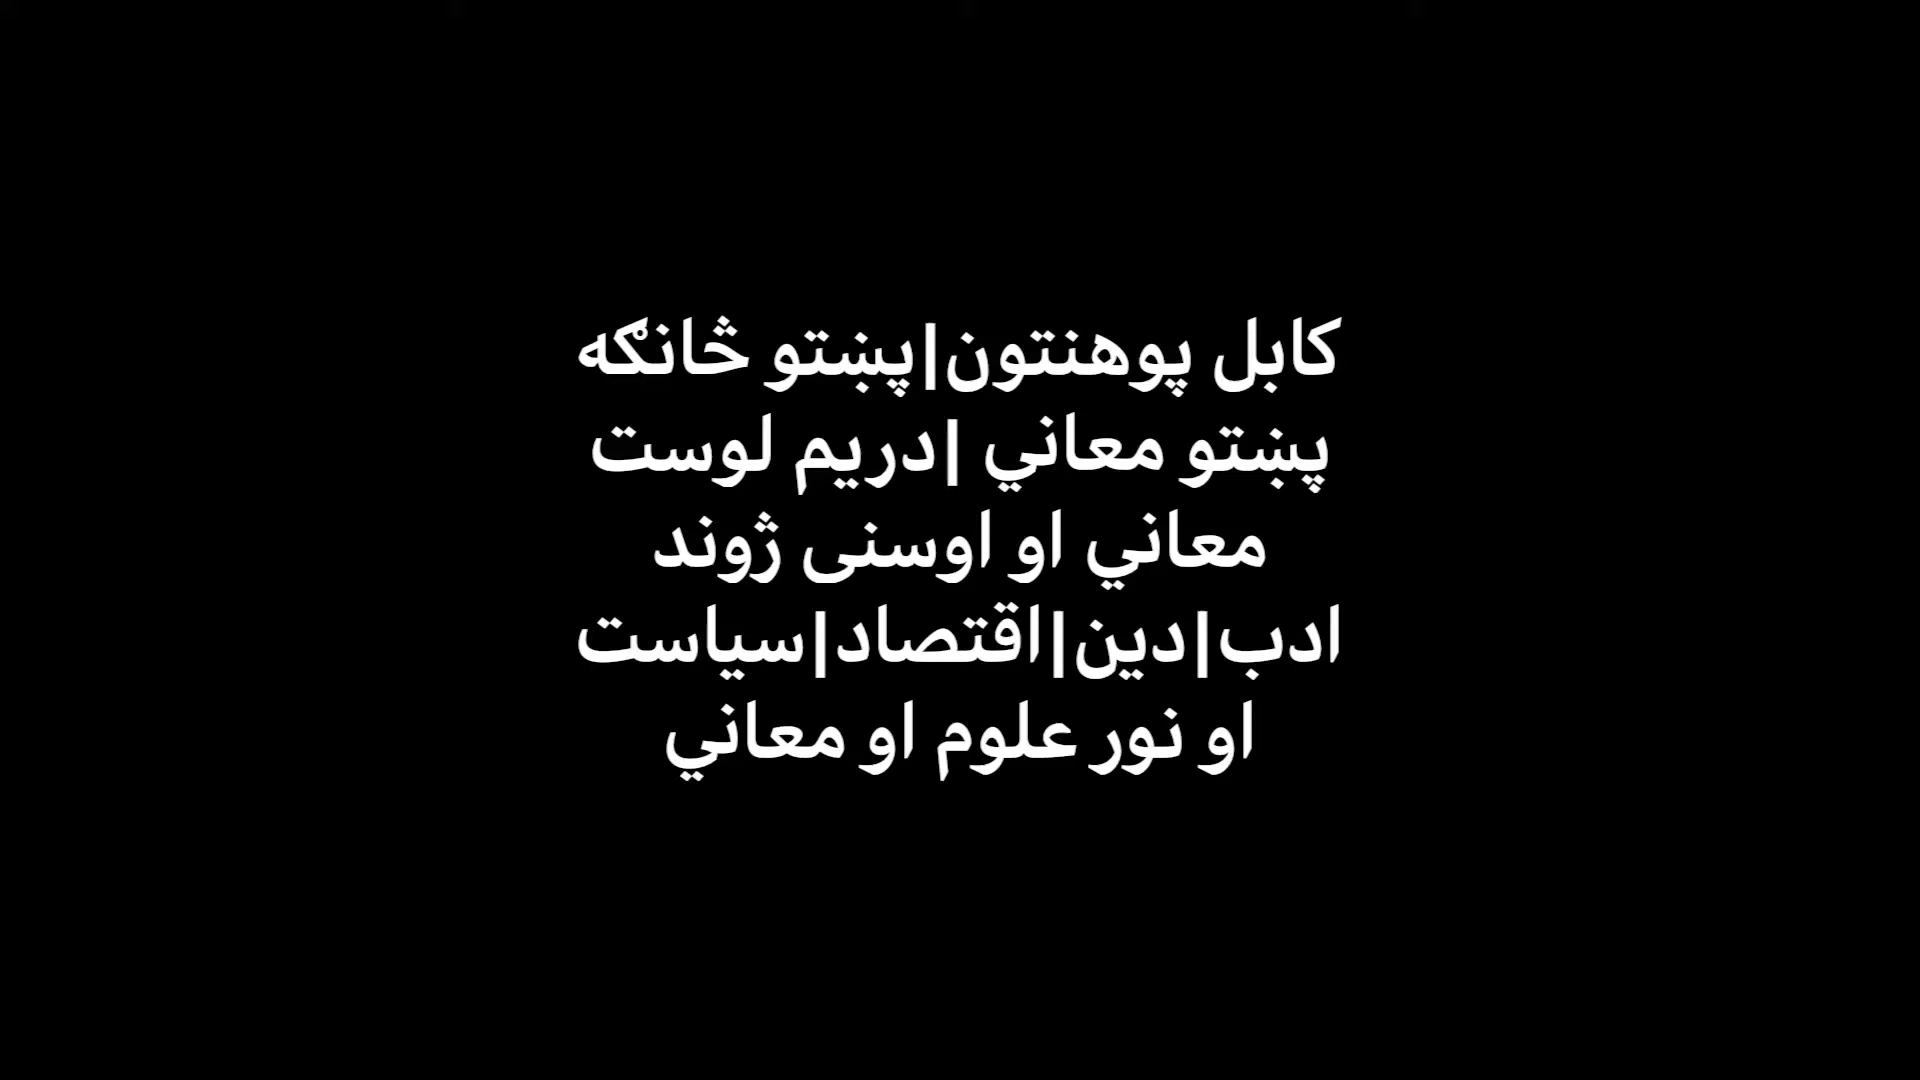 کابل پوهنتون|پښتو څانګه
پښتو معاني |دریم لوست
معاني او اوسنی ژوند
ادب|دین|اقتصاد|سیاست
او نور علوم او معاني